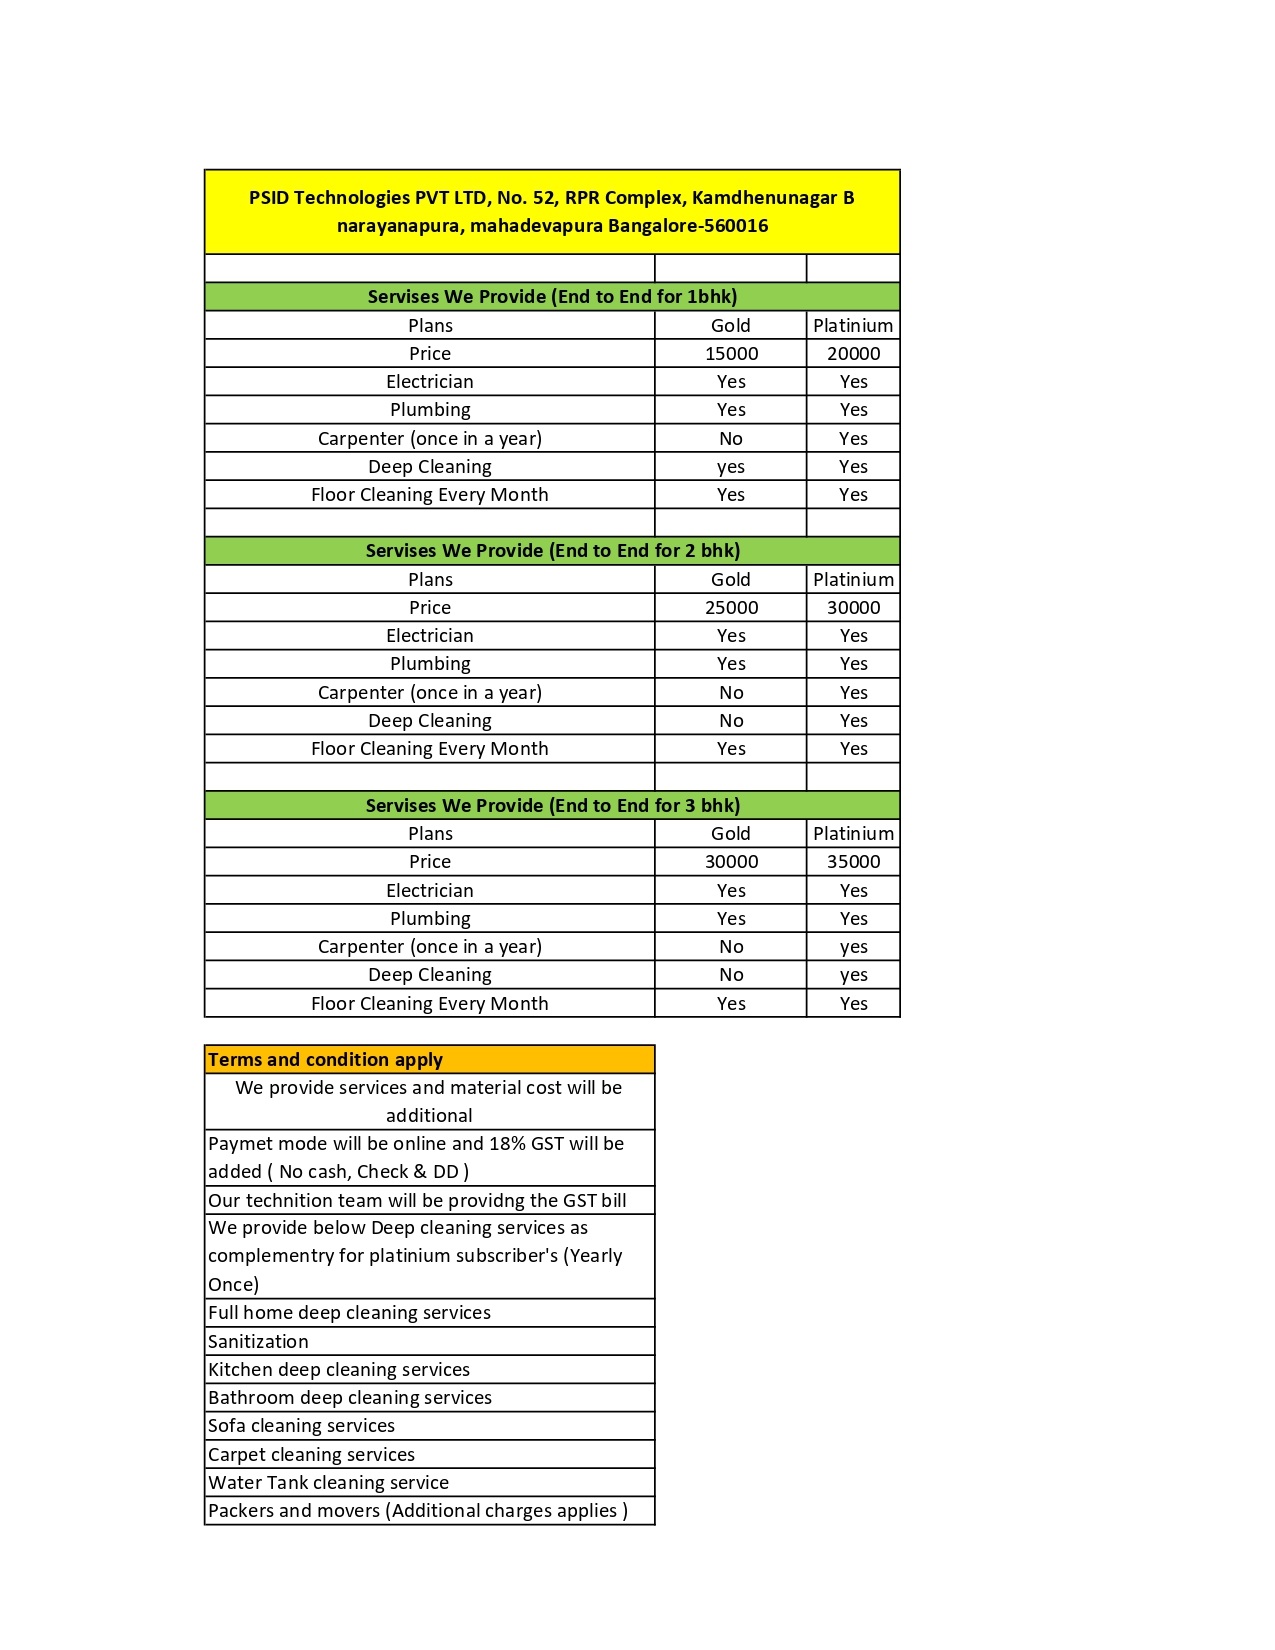 PSID Technologies PVT LTD, No. 52, RPR Complex, Kamdhenunagar B
narayanapura, mahadevapura Bangalore-560016
Servises We Provide (End to End for 1bhk)
Plans Gold Platinium
Price 15000 20000
Electrician Yes Yes
Plumbing Yes Yes
Carpenter (once in a year) No Yes
Deep Cleaning yes Yes
Floor Cleaning Every Month Yes Yes
Servises We Provide (End to End for 2 bhk)
Plans Gold Platinium
Price 25000 30000
Electrician Yes Yes
Plumbing Yes Yes
Carpenter (once in a year) No Yes
Deep Cleaning No Yes
Floor Cleaning Every Month Yes Yes
Servises We Provide (End to End for 3 bhk)
Plans Gold Platinium
Price 30000 35000
Electrician Yes Yes
Plumbing Yes Yes
Carpenter (once in a year) No yes
Deep Cleaning No yes
Floor Cleaning Every Month Yes Yes
Terms and condition apply
We provide services and material cost will be
additional
Paymet mode will be online and 18% GST will be
added ( No cash, Check & DD )
Our technition team will be providng the GST bill
We provide below Deep cleaning services as
complementry for platinium subscriber's (Yearly
Once)
Full home deep cleaning services
Sanitization
Kitchen deep cleaning services
Bathroom deep cleaning services
Sofa cleaning services
Carpet cleaning services
Water Tank cleaning service
Packers and movers (Additional charges applies )